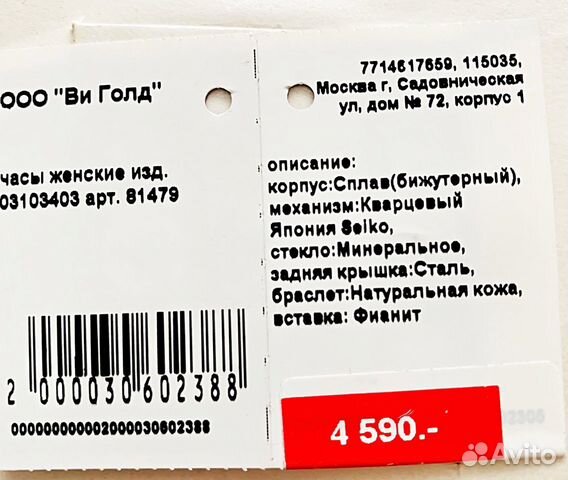 ООО "Ви Голд"
часы женские изд.
03103403 арт. 81479
2 000030 602388
0000000000002000030602388
7714617659, 115035,
Москва г, Садовническая
ул, дом № 72, корпус 1
описание:
корпус:Сплав(бижутерный),
механизм:Кварцевый
Япония Seiko,
стекло:Минеральное,
задняя крышка:Сталь,
браслет:Натуральная кожа,
вставка: Фианит
4 590.-
Avito